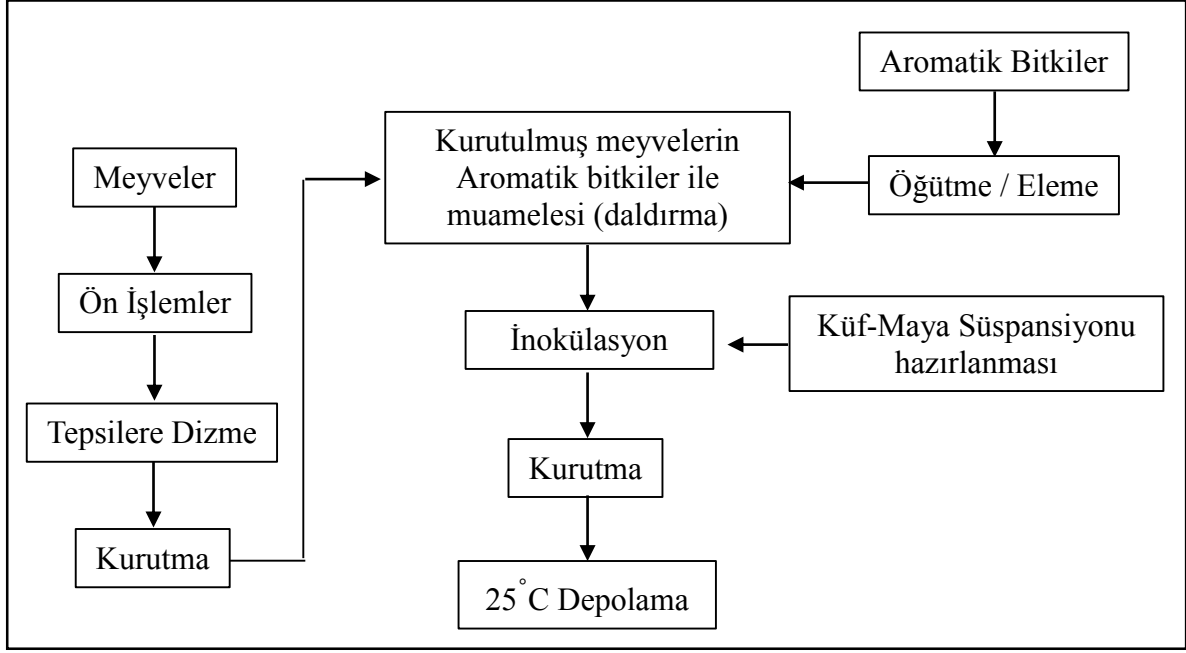 Aromatik Bitkiler
Öğütme / Eleme
Meyveler
Ön İşlemler
Tepsilere Dizme
Kurutma
Kurutulmuş meyvelerin
Aromatik bitkiler ile
muamelesi (daldırma)
İnokülasyon
Küf-Maya Süspansiyonu
hazırlanması
Kurutma
25°C Depolama